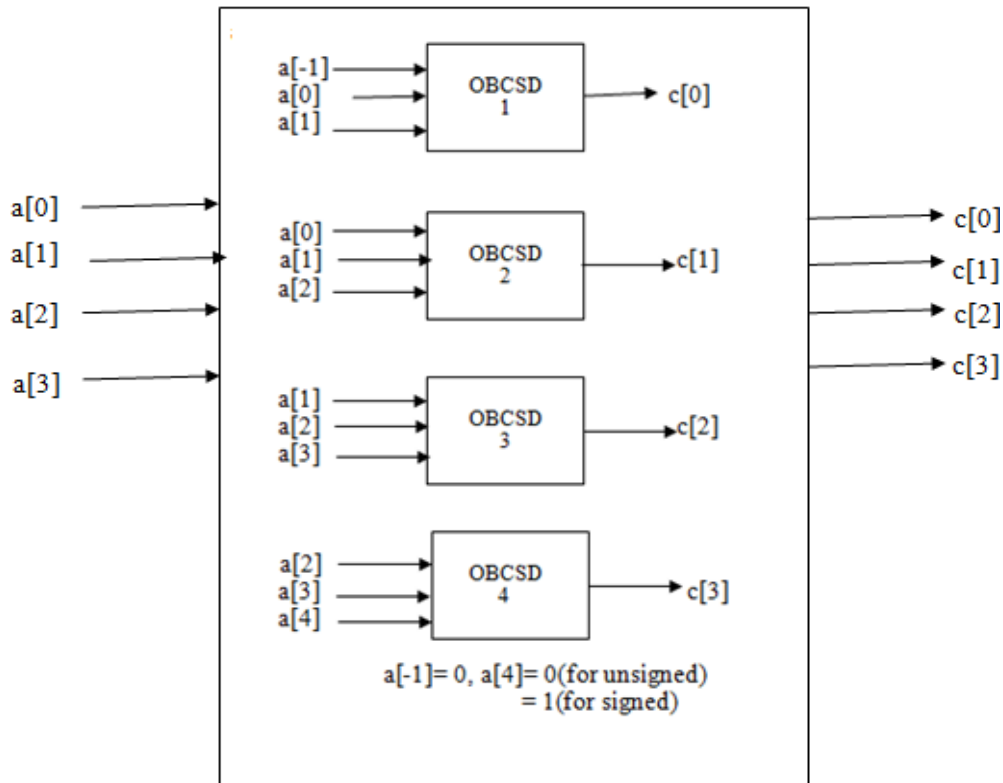 a[0]
a[1]
a[2]
a[3]
a[-1]
a[0]
a[1]
OBCSD
1
c[0]
a[0]
a[1]
a[2]
OBCSD
2
c[1]
a[1]
a[2]
a[3]
OBCSD
3
c[2]
a[2]
a[3]
a[4]
OBCSD
4
c[3]
a[-1]= 0, a[4]= 0(for unsigned)
= 1(for signed)
c[0]
c[1]
c[2]
c[3]